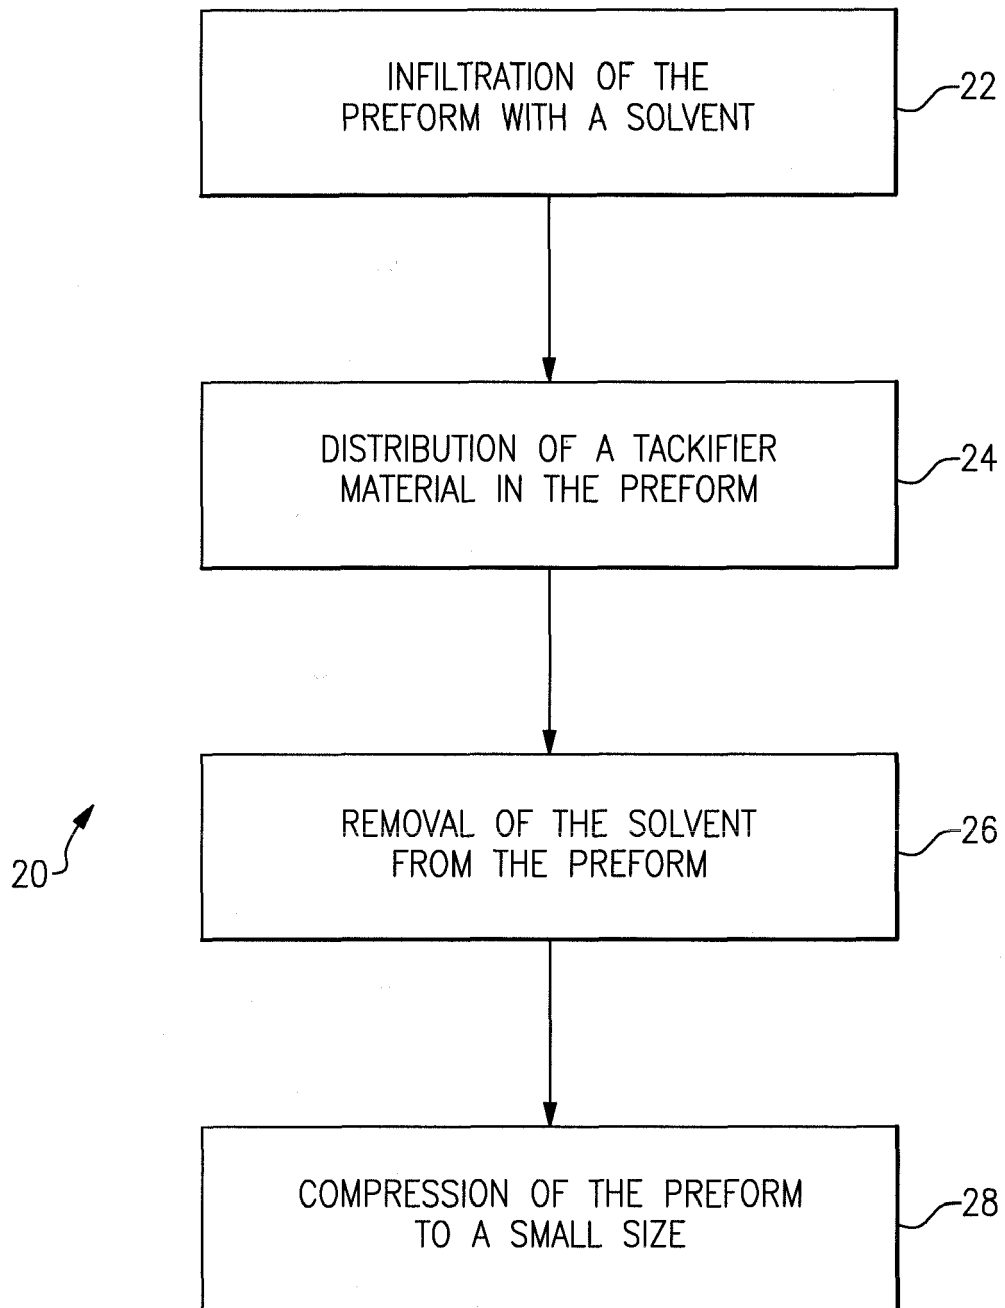 INFILTRATION OF THE
PREFORM WITH A SOLVENT
22
DISTRIBUTION OF A TACKIFIER
MATERIAL IN THE PREFORM
24
REMOVAL OF THE SOLVENT
FROM THE PREFORM
26
20
COMPRESSION OF THE PREFORM
TO A SMALL SIZE
28